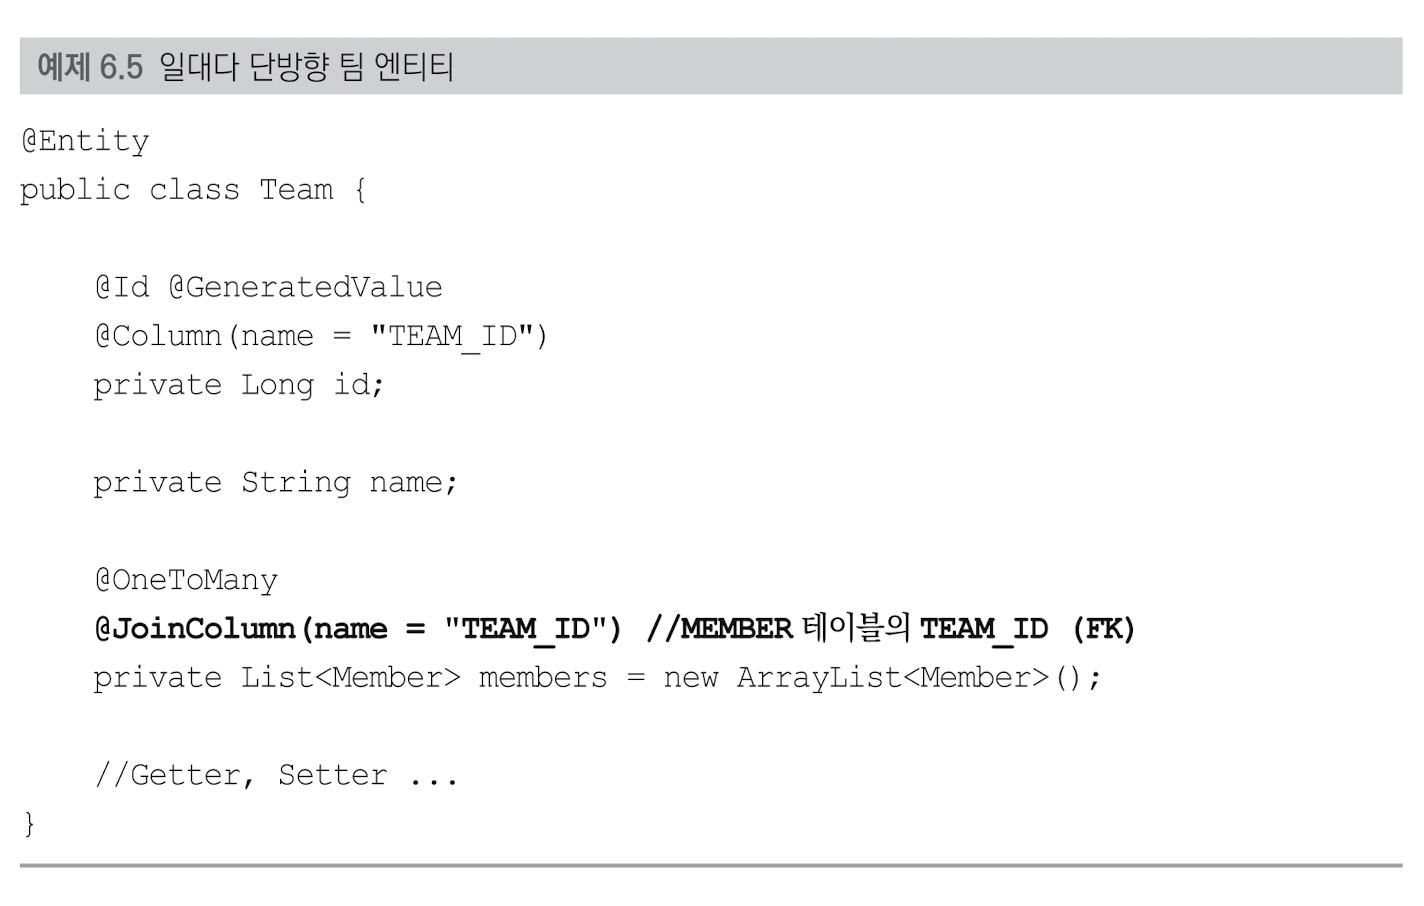 예제 6.5 일대다 단방향 팀 엔티티
@Entity
public class Team {
@Id @GeneratedValue
@Column(name = "TEAM_ID")
private Long id;
private String name;
@OneToMany
@JoinColumn(name = "TEAM_ID") //MEMBER 테이블의 TEAM_ID (FK)
private List<Member> members = new ArrayList<Member>();
//Getter, Setter ...
}